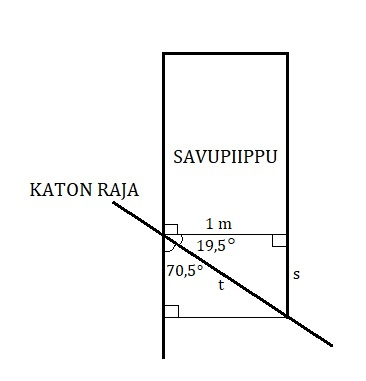 SAVUPIIPPU
KATON RAJA
1 m
19,5°
70,5°
t
s